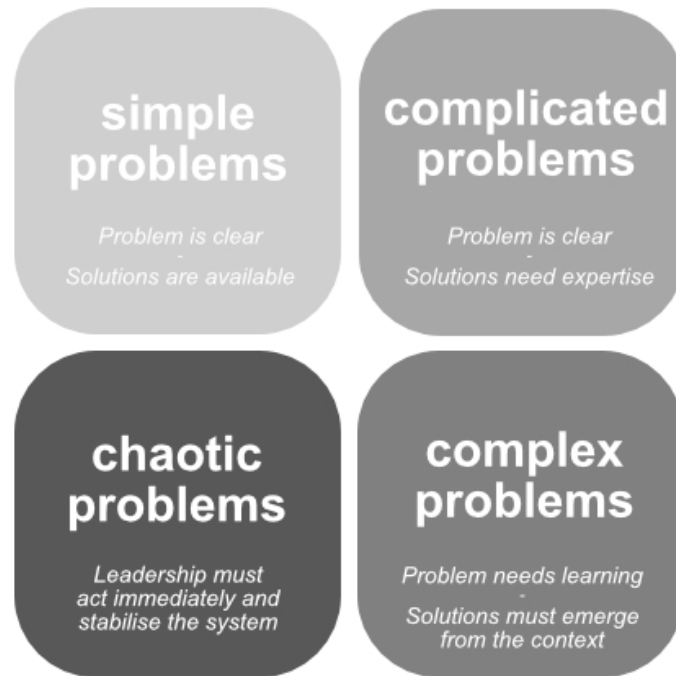 simple
problems
Problem is clear
-
Solutions are available
complicated
problems
Problem is clear
-
Solutions need expertise
chaotic
problems
Leadership must
act immediately and
stabilise the system
complex
problems
Problem needs learning
-
Solutions must emerge
from the context